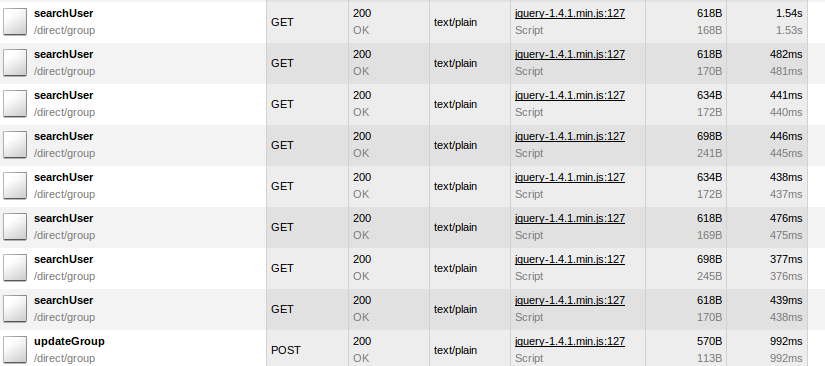 searchUser GET 200 text/plain jquery-1.4.1.min.js:127 618B 1.54s
/direct/group OK Script 168B 1.53s
searchUser GET 200 text/plain jquery-1.4.1.min.js:127 618B 482ms
/direct/group OK Script 170B 481ms
searchUser GET 200 text/plain jquery-1.4.1.min.js:127 634B 441ms
/direct/group OK Script 172B 440ms
searchUser GET 200 text/plain jquery-1.4.1.min.js:127 698B 446ms
/direct/group OK Script 241B 445ms
searchUser GET 200 text/plain jquery-1.4.1.min.js:127 634B 438ms
/direct/group OK Script 172B 437ms
searchUser GET 200 text/plain jquery-1.4.1.min.js:127 618B 476ms
/direct/group OK Script 169B 475ms
searchUser GET 200 text/plain jquery-1.4.1.min.js:127 698B 377ms
/direct/group OK Script 245B 376ms
searchUser GET 200 text/plain jquery-1.4.1.min.js:127 618B 439ms
/direct/group OK Script 170B 438ms
updateGroup POST 200 text/plain jquery-1.4.1.min.js:127 570B 992ms
/direct/group OK Script 113B 992ms